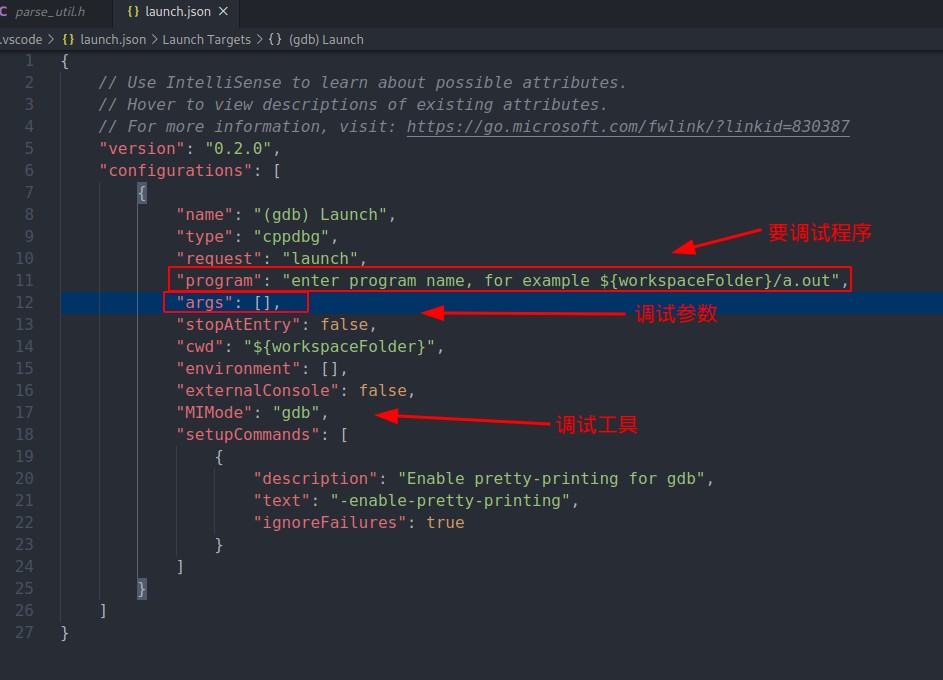 parse_util.h {} launch.json ×
.vscode > {} launch.json > Launch Targets > {} (gdb) Launch
1 {
2 // Use IntelliSense to learn about possible attributes.
3 // Hover to view descriptions of existing attributes.
4 // For more information, visit: https://go.microsoft.com/fwlink/?linkid=830387
5 "version": "0.2.0",
6 "configurations": [
7 {
8 "name": "(gdb) Launch",
9 "type": "cppdbg",
要调试程序
10 "request": "launch",
11 "program": "enter program name, for example ${workspaceFolder}/a.out",
12 "args": [],
调试参数
13 "stopAtEntry": false,
14 "cwd": "${workspaceFolder}",
15 "environment": [],
16 "externalConsole": false,
17 "MIMode": "gdb",
调试工具
18 "setupCommands": [
19 {
20 "description": "Enable pretty-printing for gdb",
21 "text": "-enable-pretty-printing",
22 "ignoreFailures": true
23 }
24 ]
25 }
26 ]
27 }